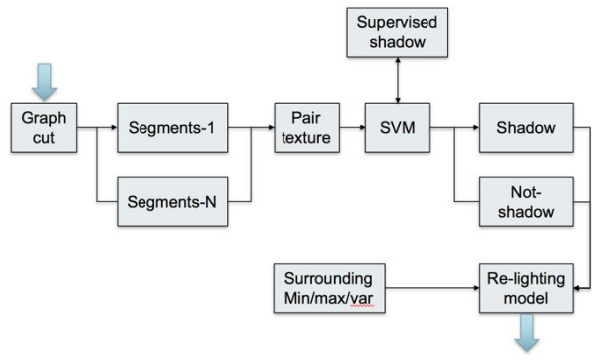 Supervised
shadow
Graph
cut
Segments-1
Pair
texture
SVM
Shadow
Segments-N
Not-
shadow
Surrounding
Min/max/var
Re-lighting
model